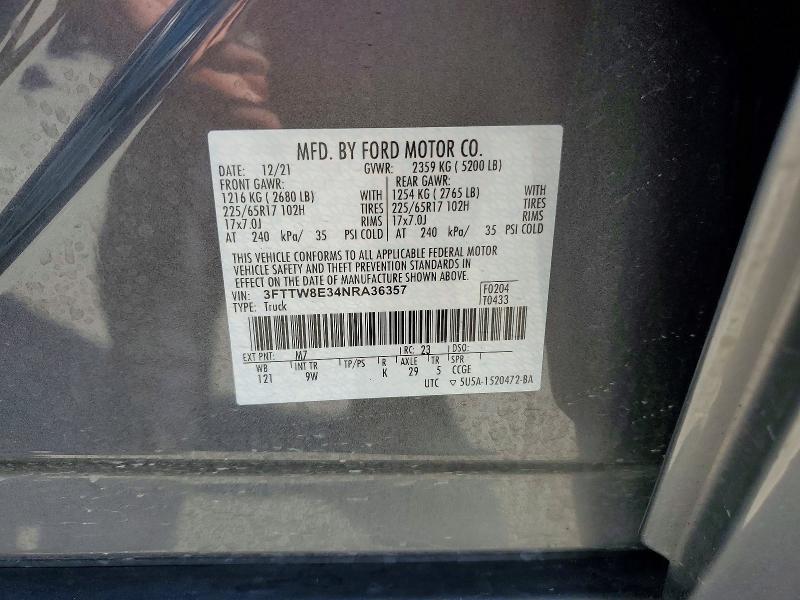 MFD. BY FORD MOTOR CO.
DATE: 12/21 GVWR: 2359 KG ( 5200 LB)
FRONT GAWR: REAR GAWR:
1216 KG ( 2680 LB) WITH 1254 KG ( 2765 LB) WITH
225/65R17 102H TIRES 225/65R17 102H TIRES
17x7.0J RIMS 17x7.0J RIMS
AT 240 kPa/ 35 PSI COLD AT 240 kPa/ 35 PSI COLD
THIS VEHICLE CONFORMS TO ALL APPLICABLE FEDERAL MOTOR
VEHICLE SAFETY AND THEFT PREVENTION STANDARDS IN
EFFECT ON THE DATE OF MANUFACTURE SHOWN ABOVE.
VIN: 3FTTW8E34NRA36357 F0204
TYPE: Truck T0433
EXT PNT: M7 RC: 23 DSO:
WB INT TR TP/PS R AXLE TR SPR
121 9W K 29 5 CCGE
UTC ▽ 5U5A-1520472-BA